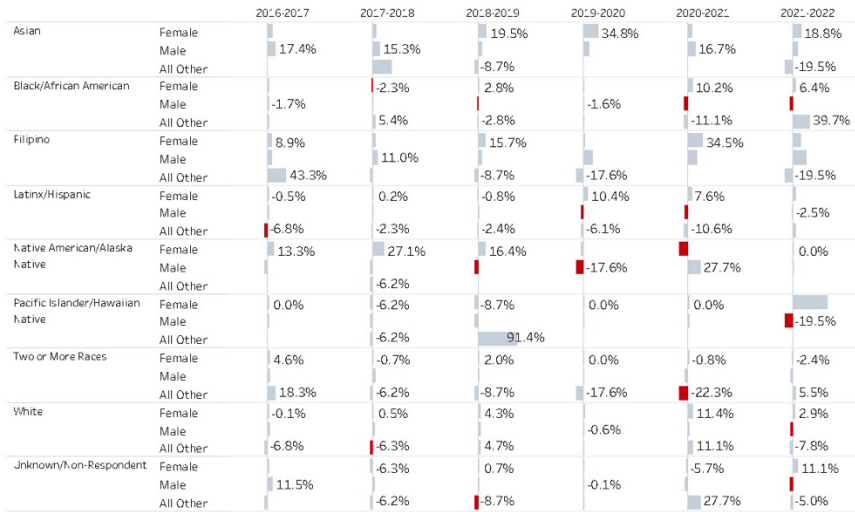 2016-2017 2017-2018 2018-2019 2019-2020 2020-2021 2021-2022
Asian Female 19.5% 34.8% 18.8%
Male 17.4% 15.3% 16.7%
All Other -8.7% -19.5%
Black/African American Female -2.3% 2.8% 10.2% 6.4%
Male -1.7% -1.6%
All Other 5.4% -2.8% -11.1% 39.7%
Filipino Female 8.9% 15.7% 34.5%
Male 11.0%
All Other 43.3% -8.7% -17.6% -19.5%
Latinx/Hispanic Female -0.5% 0.2% -0.8% 10.4% 7.6%
Male -2.5%
All Other -6.8% -2.3% -2.4% -6.1% -10.6%
Native American/Alaska Female 13.3% 27.1% 16.4% 0.0%
Native Male -17.6% 27.7%
All Other -6.2%
Pacific Islander/Hawaiian Female 0.0% -6.2% -8.7% 0.0% 0.0%
Native Male -19.5%
All Other -6.2% 91.4%
Two or More Races Female 4.6% -0.7% 2.0% 0.0% -0.8% -2.4%
Male
All Other 18.3% -6.2% -8.7% -17.6% -22.3% 5.5%
White Female -0.1% 0.5% 4.3% 11.4% 2.9%
Male -0.6%
All Other -6.8% -6.3% 4.7% 11.1% -7.8%
Unknown/Non-Respondent Female -6.3% 0.7% -5.7% 11.1%
Male 11.5% -0.1%
All Other -6.2% -8.7% 27.7% -5.0%